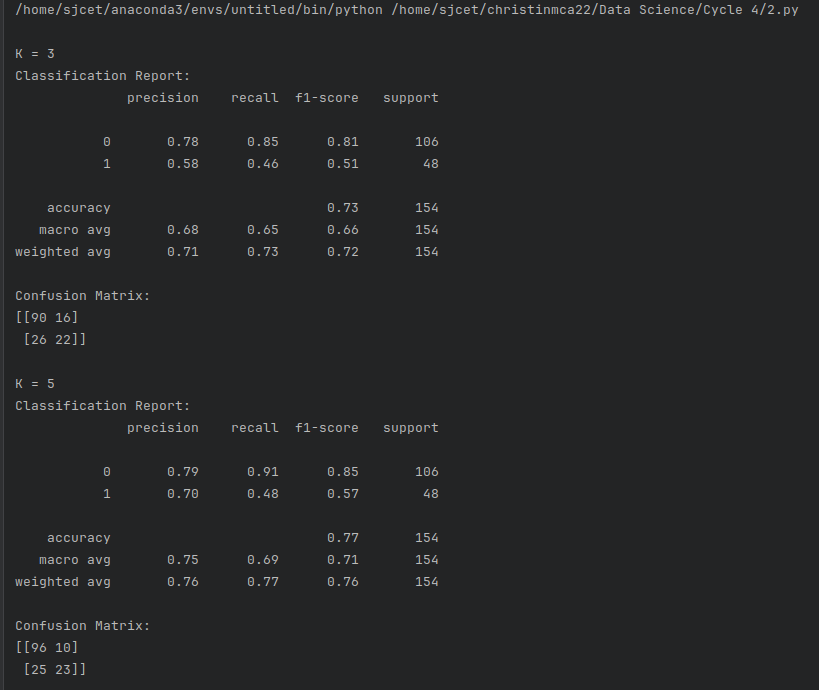 /home/sjcet/anaconda3/envs/untitled/bin/python /home/sjcet/christinmca22/Data Science/Cycle 4/2.py
K = 3
Classification Report:
precision recall f1-score support
0 0.78 0.85 0.81 106
1 0.58 0.46 0.51 48
accuracy 0.73 154
macro avg 0.68 0.65 0.66 154
weighted avg 0.71 0.73 0.72 154
Confusion Matrix:
[[90 16]
[26 22]]
K = 5
Classification Report:
precision recall f1-score support
0 0.79 0.91 0.85 106
1 0.70 0.48 0.57 48
accuracy 0.77 154
macro avg 0.75 0.69 0.71 154
weighted avg 0.76 0.77 0.76 154
Confusion Matrix:
[[96 10]
[25 23]]